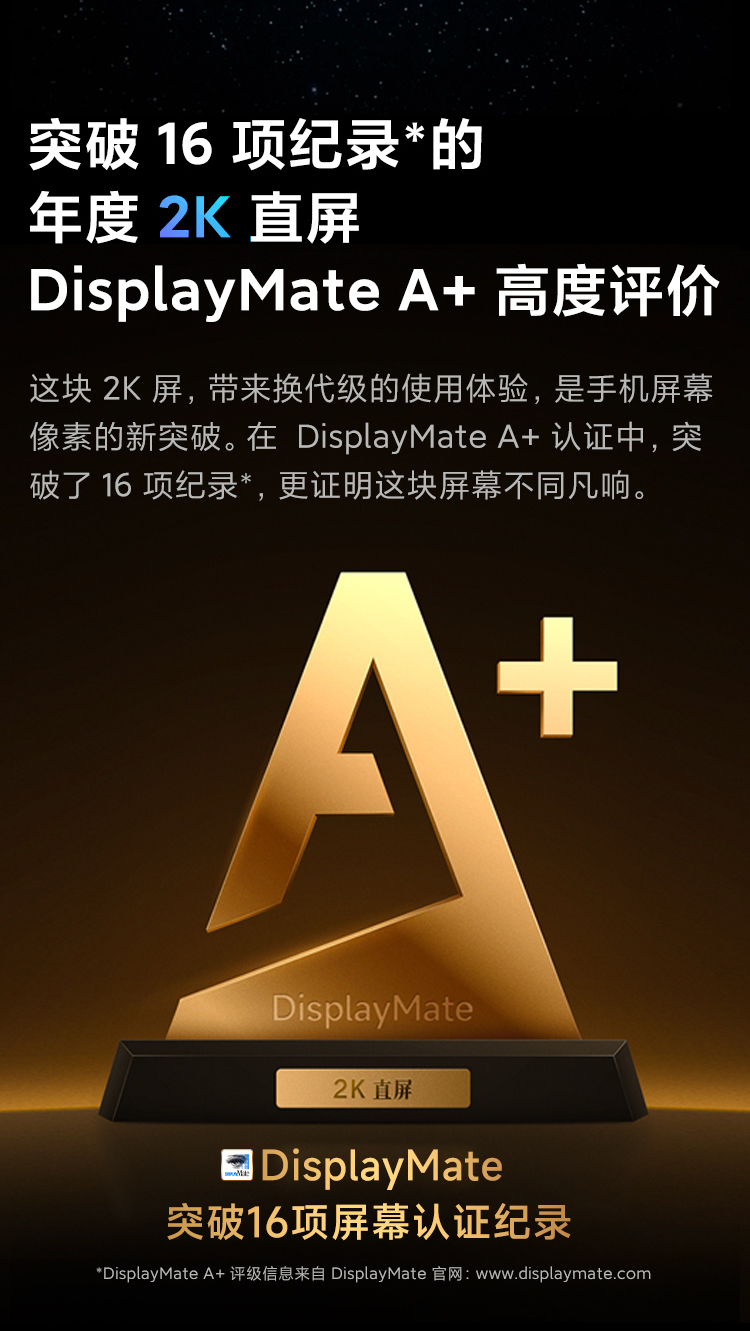 突破 16 项纪录*的
年度 2K 直屏
DisplayMate A+ 高度评价
这块 2K 屏，带来换代级的使用体验，是手机屏幕
像素的新突破。在 DisplayMate A+ 认证中，突
破了 16 项纪录*，更证明这块屏幕不同凡响。
A+
DisplayMate
2K 直屏
DisplayMate
突破16项屏幕认证纪录
*DisplayMate A+ 评级信息来自 DisplayMate 官网：www.displaymate.com